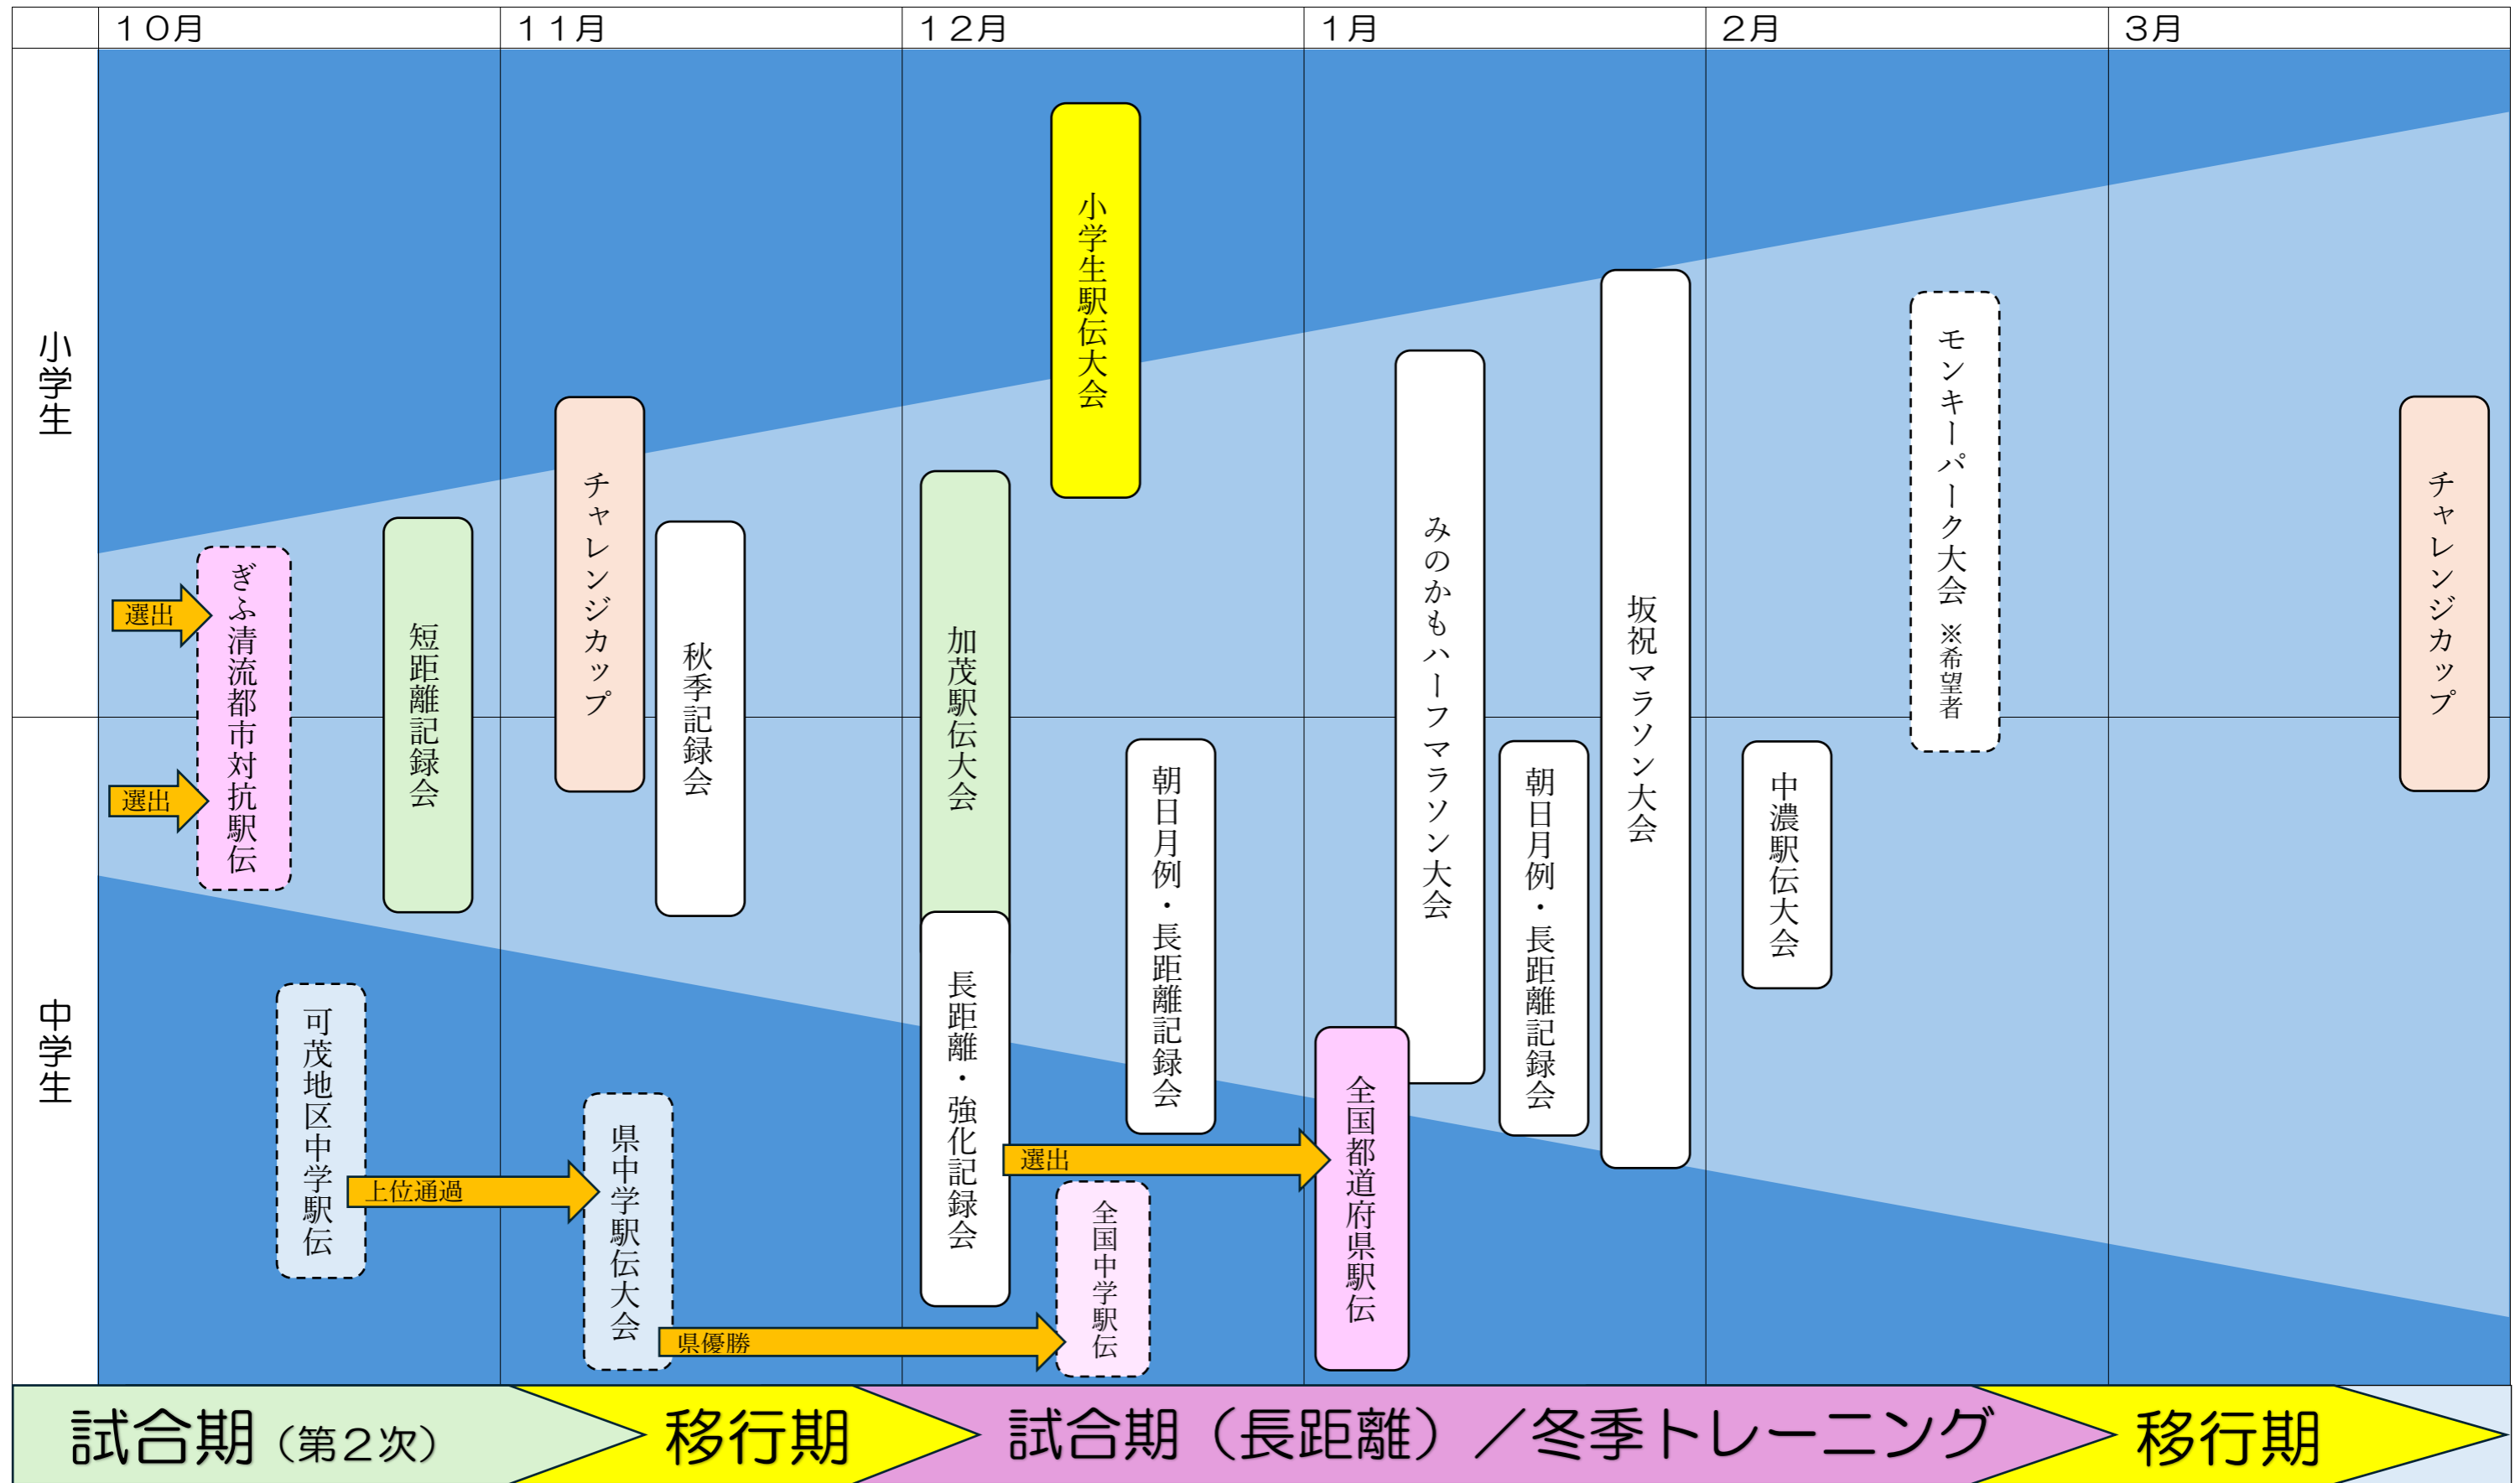 10月
11月
12月
1月
2月
3月
小学生
中学生
選出
選出
ぎふ清流都市対抗駅伝
可茂地区中学駅伝
上位通過
短距離記録会
チャレンジカップ
県中学駅伝大会
県優勝
秋季記録会
加茂駅伝大会
長距離・強化記録会
選出
小学生駅伝大会
全国中学駅伝
朝日月例・長距離記録会
全国都道府県駅伝
みのかもハーフマラソン大会
朝日月例・長距離記録会
坂祝マラソン大会
中濃駅伝大会
モンキーパーク大会 ※希望者
チャレンジカップ
試合期（第２次）
移行期
試合期（長距離）／冬季トレーニング
移行期